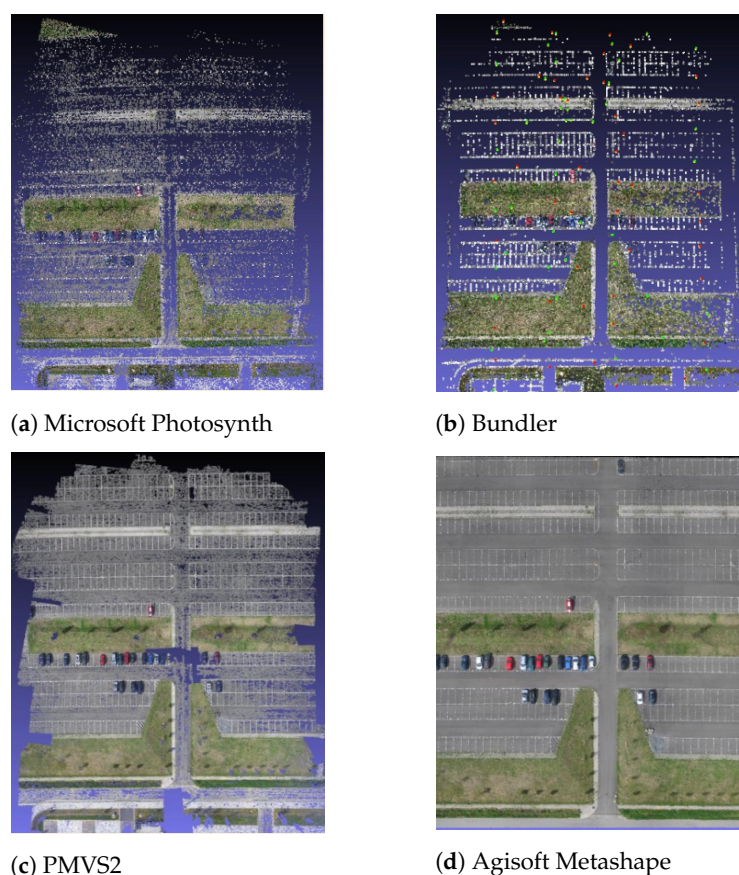 (a) Microsoft Photosynth
(b) Bundler
(c) PMVS2
(d) Agisoft Metashape